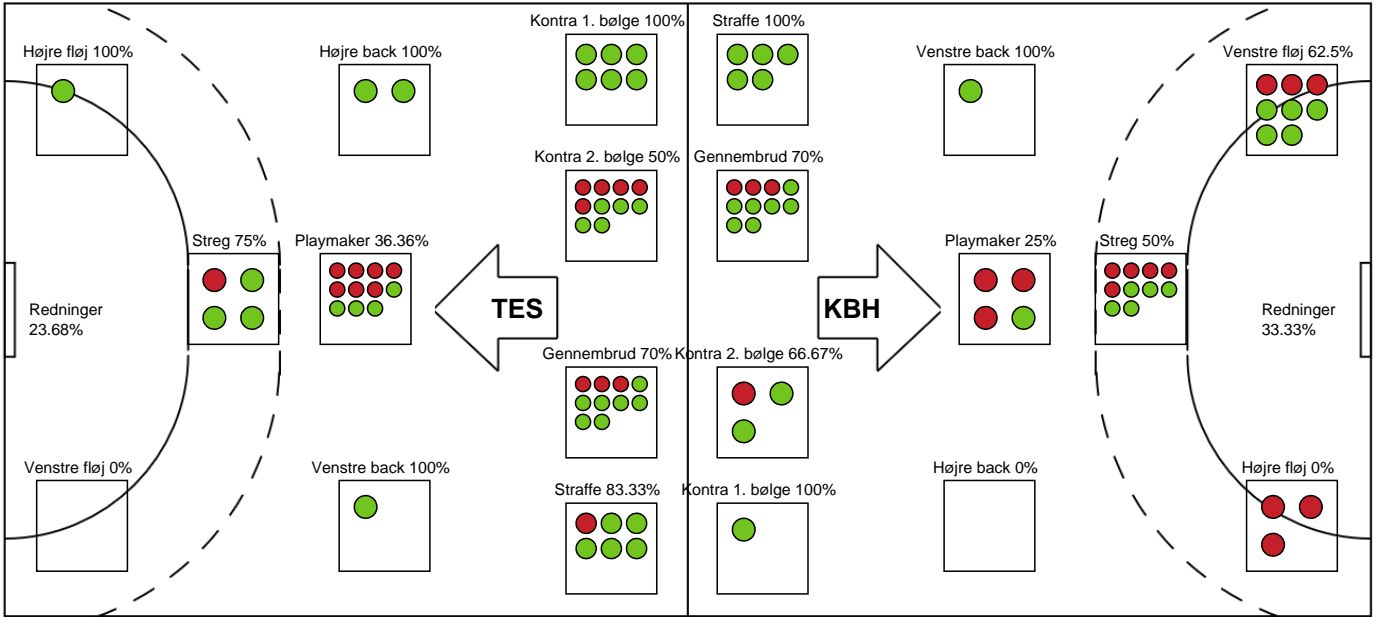 Kontra 1. bølge 100%
Straffe 100%
Højre fløj 100%
Højre back 100%
Venstre back 100%
Venstre fløj 62.5%
Kontra 2. bølge 50%
Gennembrud 70%
Streg 75%
Playmaker 36.36%
Playmaker 25%
Streg 50%
Redninger
23.68%
TES
KBH
Redninger
33.33%
Gennembrud 70%
Kontra 2. bølge 66.67%
Venstre fløj 0%
Venstre back 100%
Højre back 0%
Højre fløj 0%
Straffe 83.33%
Kontra 1. bølge 100%